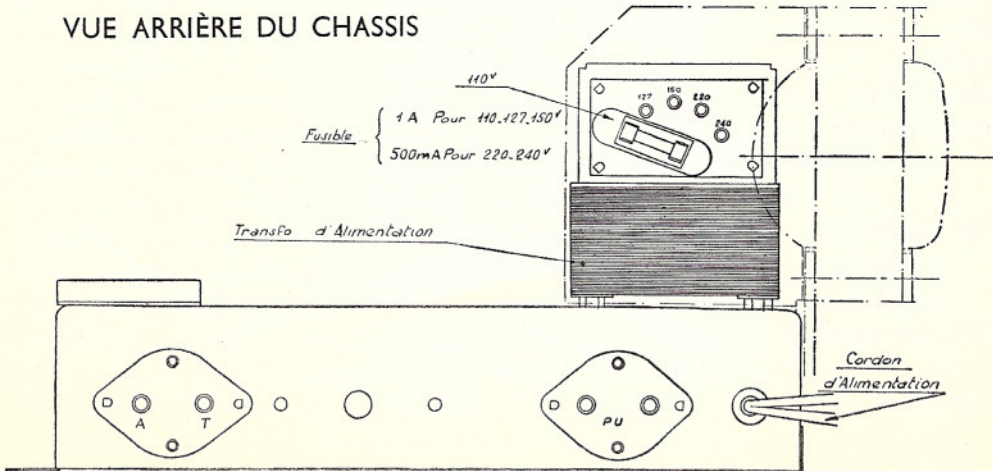 VUE ARRIÈRE DU CHASSIS
110V
127 150 220
240
Fusible
1 A Pour 110.127.150V
500mA Pour 220.240V
Transfo d'Alimentation
Cordon
d'Alimentation
A T
PU